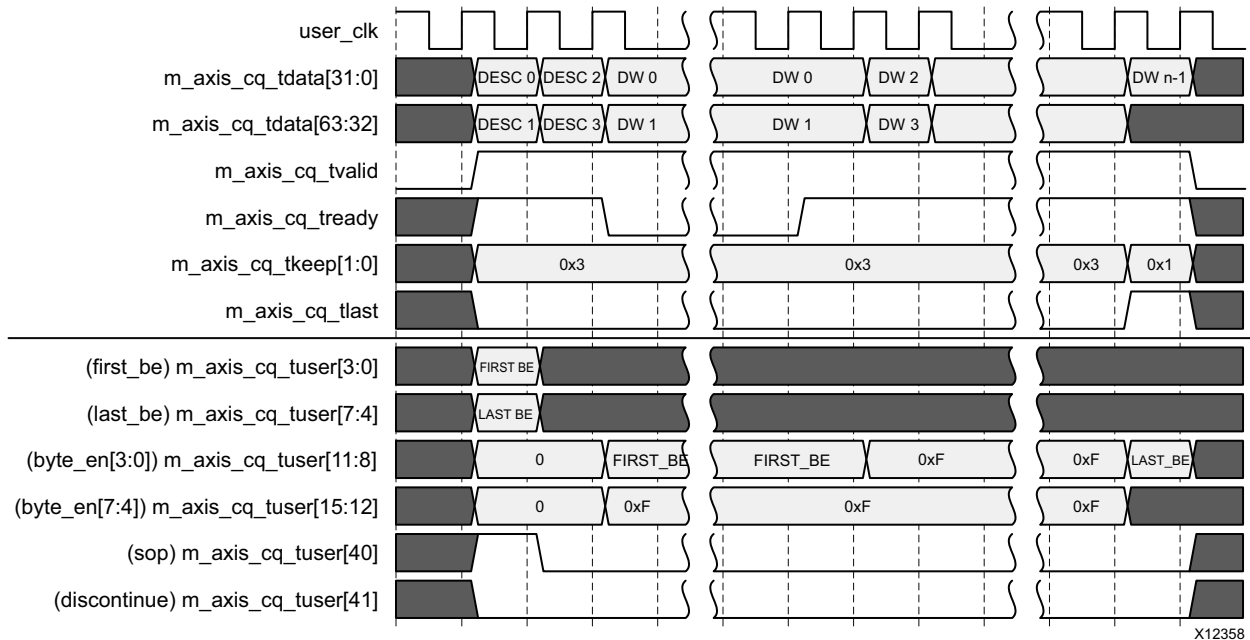 user_clk
m_axis_cq_tdata[31:0] DESC 0 DESC 2 DW 0 DW 0 DW 2 DW n-1
m_axis_cq_tdata[63:32] DESC 1 DESC 3 DW 1 DW 1 DW 3
m_axis_cq_tvalid
m_axis_cq_tready
m_axis_cq_tkeep[1:0] 0x3 0x3 0x3 0x1
m_axis_cq_tlast
(first_be) m_axis_cq_tuser[3:0] FIRST BE
(last_be) m_axis_cq_tuser[7:4] LAST BE
(byte_en[3:0]) m_axis_cq_tuser[11:8] 0 FIRST_BE FIRST_BE 0xF 0xF LAST_BE
(byte_en[7:4]) m_axis_cq_tuser[15:12] 0 0xF 0xF 0xF
(sop) m_axis_cq_tuser[40]
(discontinue) m_axis_cq_tuser[41]
X12358